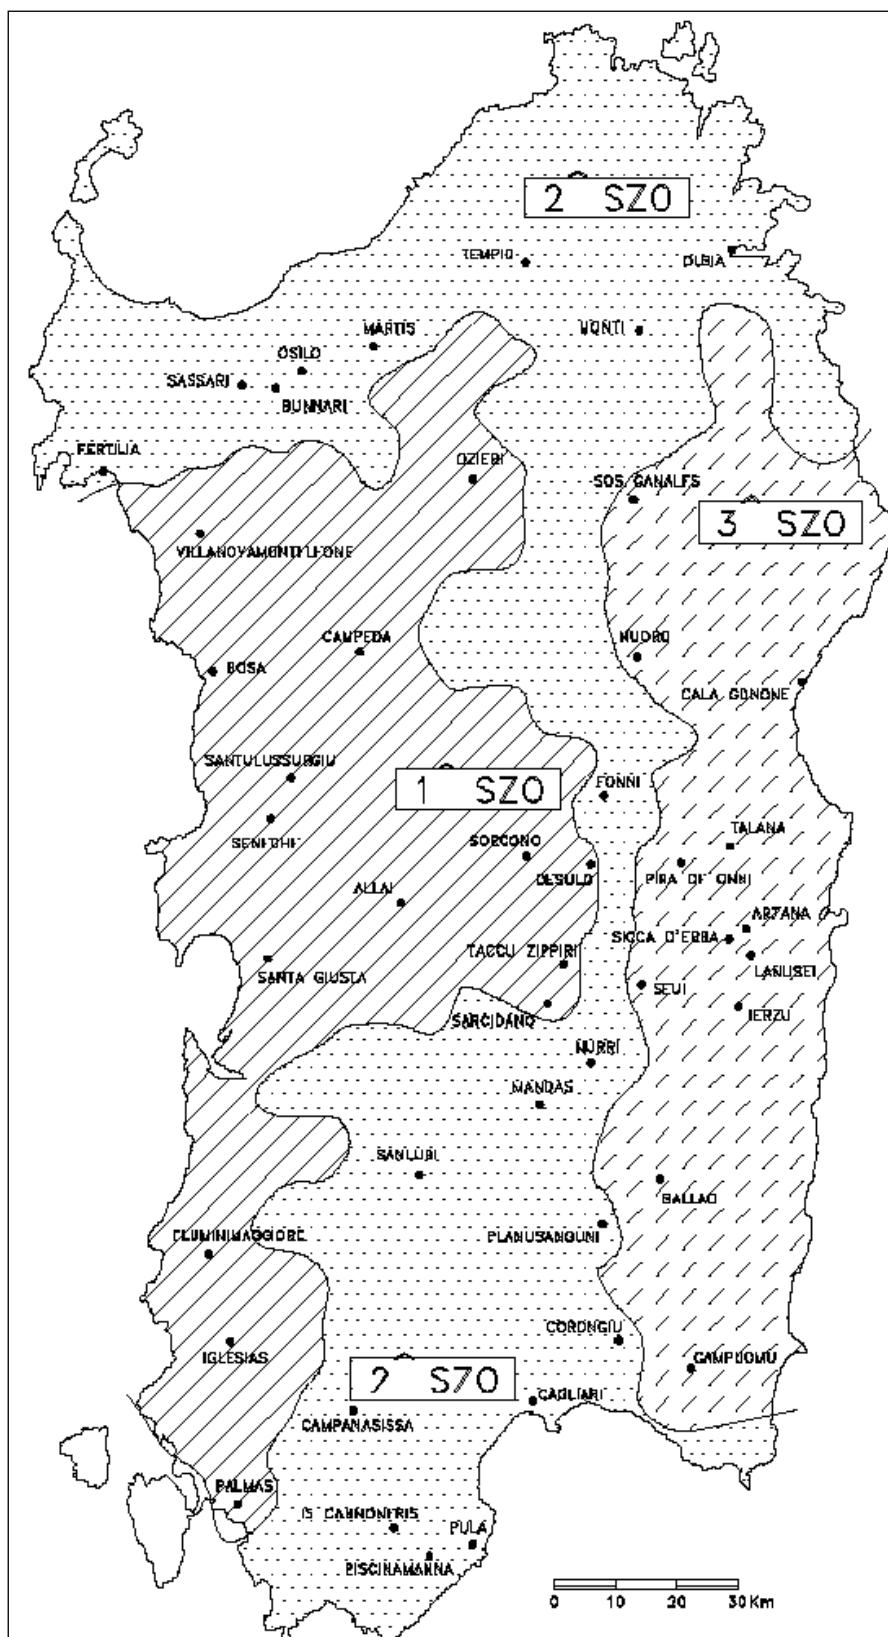 2 SZO
TEMPIO
OLBIA
MARTIS
MONTI
OSILO
SASSARI
BUNNARI
FERTILIA
OZIERI
SOS CANALES
3 SZO
VILLANOVAMONTELEONE
CAMPEDA
NUORO
BOSA
CALA GONONE
SANTULUSSURGIU
1 SZO
FONNI
SENEGHE
SORGONO
TALANA
DESULO
PIRA DE ONNI
ALLAI
ARZANA
SICCA D'ERBA
TACCU ZIPPIRI
LANUSEI
SANTA GIUSTA
SEUI
SARCIDANO
IERZU
NURRI
MANDAS
SANLURI
BALLAO
FLUMINIMAGGIORE
PLANUSANGUNI
CORONGIU
IGLESIAS
CAMPUOMU
2 SZO
CAGLIARI
CAMPANASISSA
PALMAS
IS CANNONERIS
PULA
PISCINAMANNA
0 10 20 30 Km